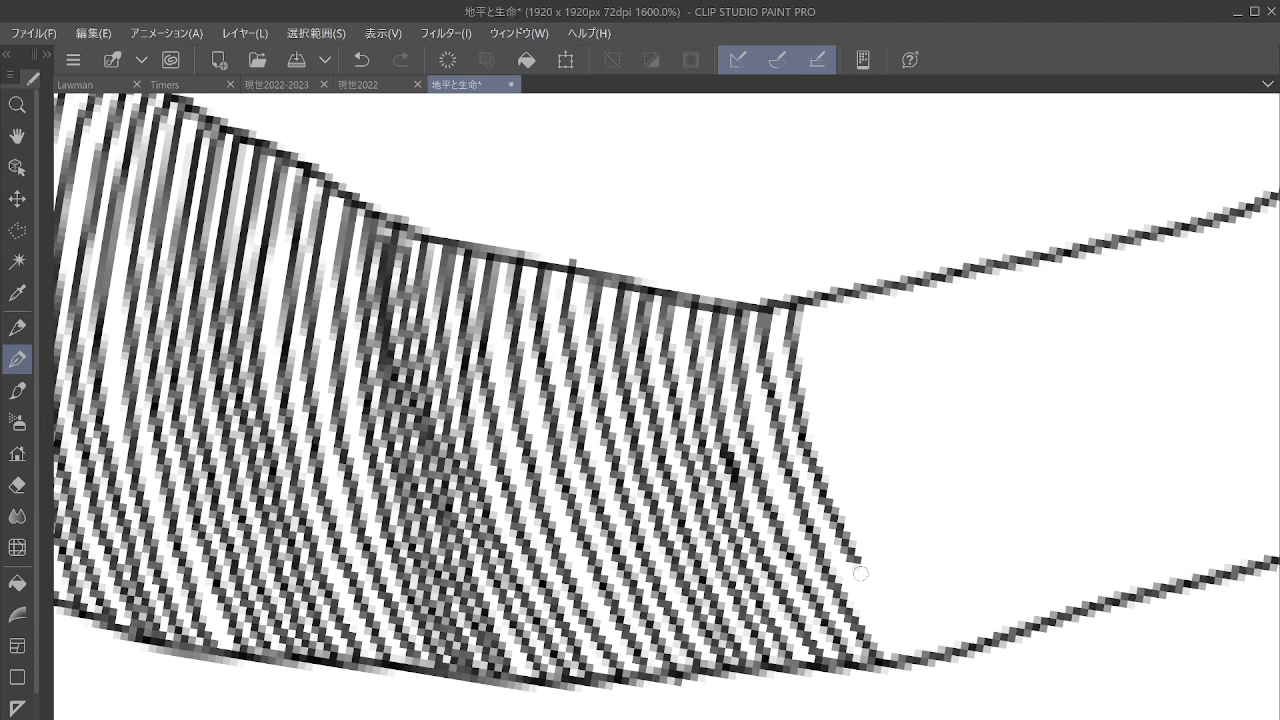 地平と生命* (1920 x 1920px 72dpi 1600.0%) - CLIP STUDIO PAINT PRO
ファイル(F) 編集(E) アニメーション(A) レイヤー(L) 選択範囲(S) 表示(V) フィルター(I) ウィンドウ(W) ヘルプ(H)
Lawman Timers 現世2022-2023 現世2022 地平と生命*